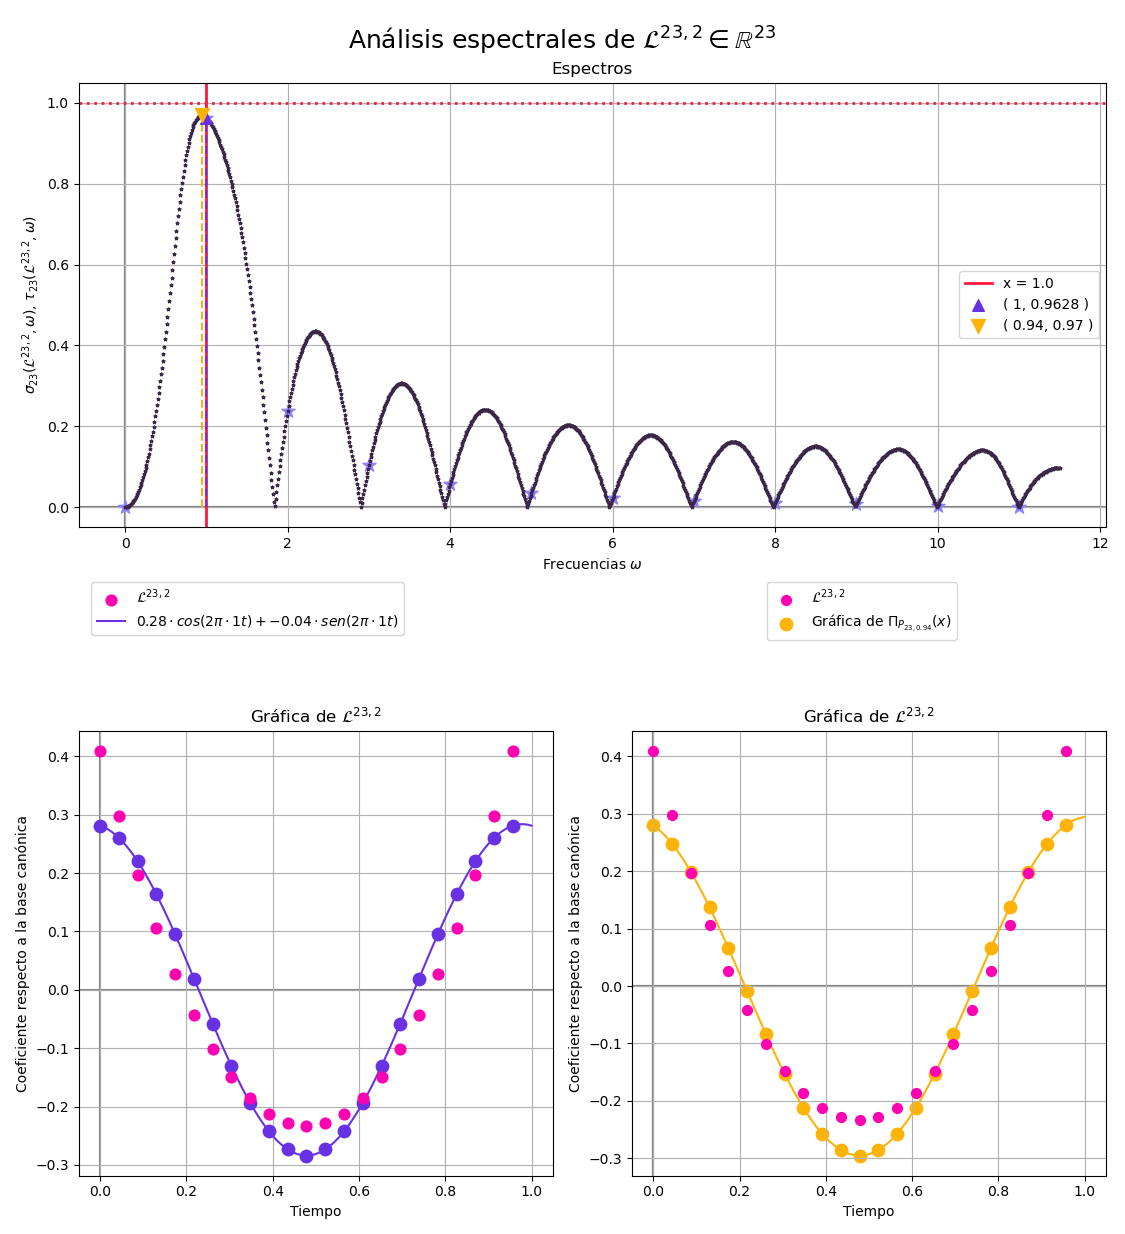 Análisis espectrales de 𝓛^{23,2} ∈ ℝ^{23}
Espectros
1.0
0.8
0.6
0.4
0.2
0.0
σ₂₃(𝓛^{23,2}, ω), τ₂₃(𝓛^{23,2}, ω)
x = 1.0
( 1, 0.9628 )
( 0.94, 0.97 )
0 2 4 6 8 10 12
Frecuencias ω
𝓛^{23,2}
0.28 · cos(2π · 1t) + −0.04 · sen(2π · 1t)
𝓛^{23,2}
Gráfica de Π_{P_{23,0.94}}(x)
Gráfica de 𝓛^{23,2}
0.4
0.3
0.2
0.1
0.0
−0.1
−0.2
−0.3
Coeficiente respecto a la base canónica
0.0 0.2 0.4 0.6 0.8 1.0
Tiempo
Gráfica de 𝓛^{23,2}
0.4
0.3
0.2
0.1
0.0
−0.1
−0.2
−0.3
Coeficiente respecto a la base canónica
0.0 0.2 0.4 0.6 0.8 1.0
Tiempo